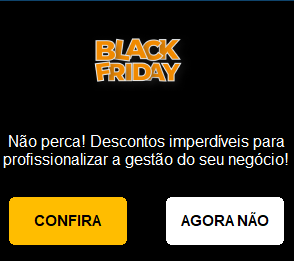 BLACK
FRIDAY
Não perca! Descontos imperdíveis para
profissionalizar a gestão do seu negócio!
CONFIRA
AGORA NÃO